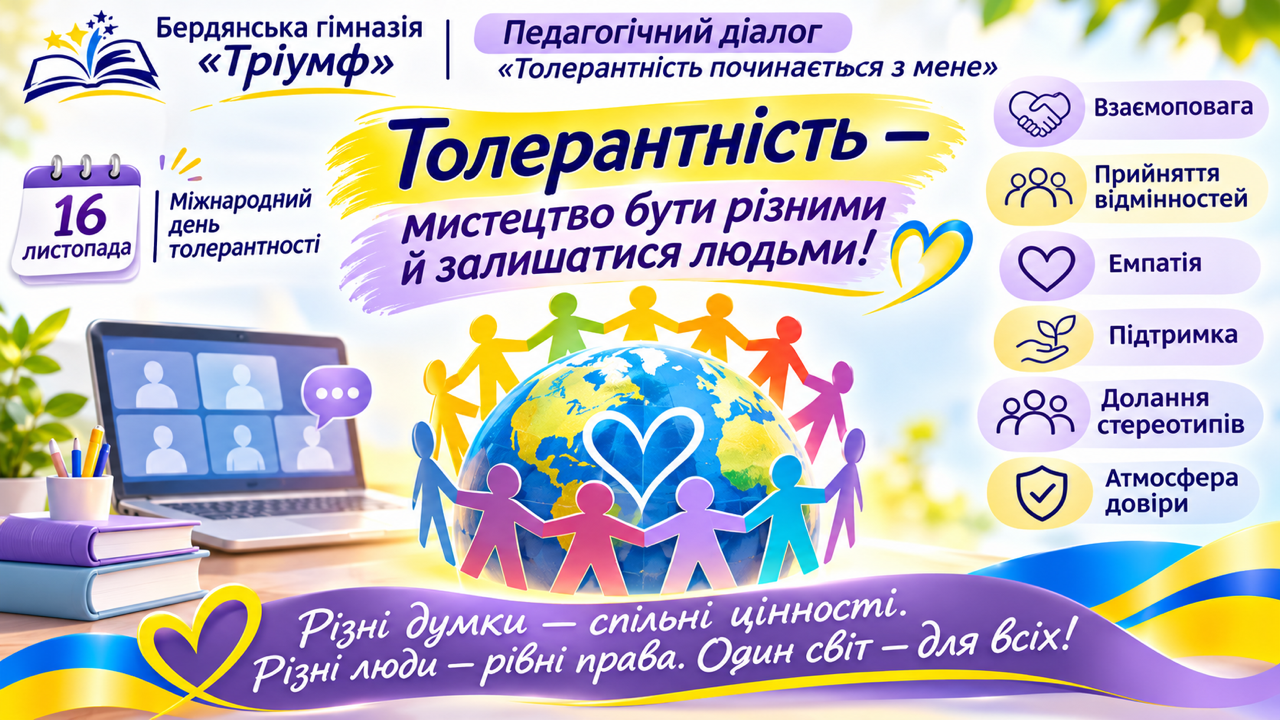 Бердянська гімназія
«Тріумф»
Педагогічний діалог
«Толерантність починається з мене»
Толерантність –
мистецтво бути різними
й залишатися людьми!
16
листопада
Міжнародний
день
толерантності
Взаємоповага
Прийняття
відмінностей
Емпатія
Підтримка
Долання
стереотипів
Атмосфера
довіри
Різні думки — спільні цінності.
Різні люди – рівні права. Один світ – для всіх!